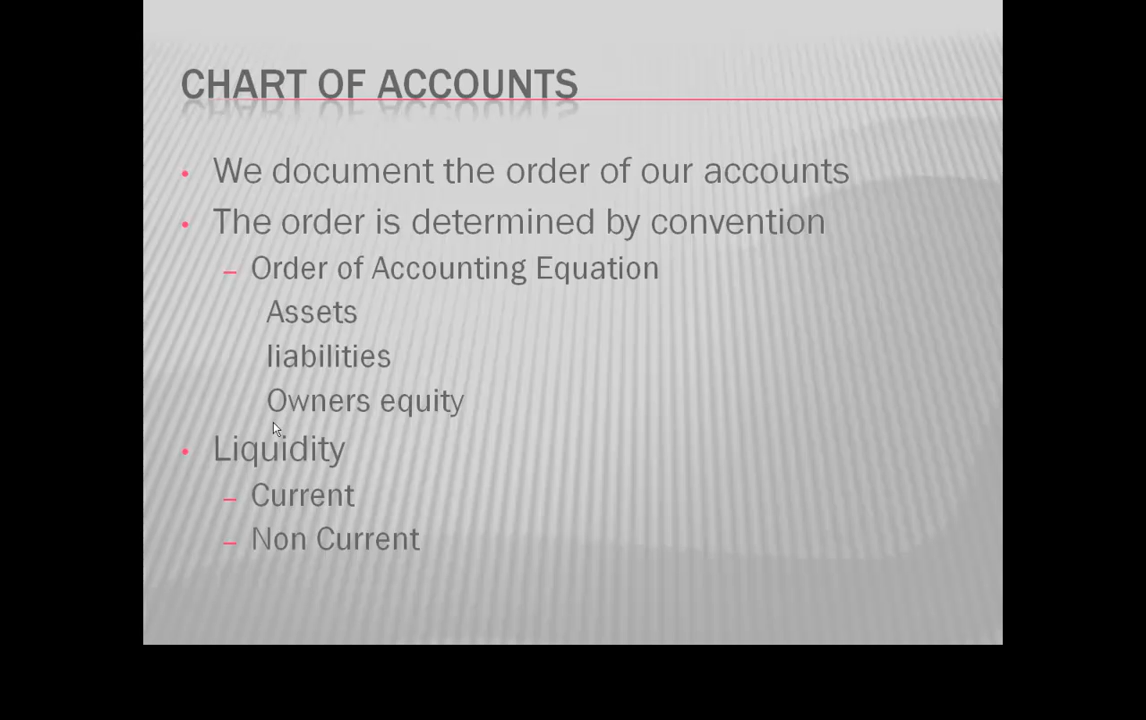 CHART OF ACCOUNTS
• We document the order of our accounts
• The order is determined by convention
– Order of Accounting Equation
Assets
liabilities
Owners equity
• Liquidity
– Current
– Non Current